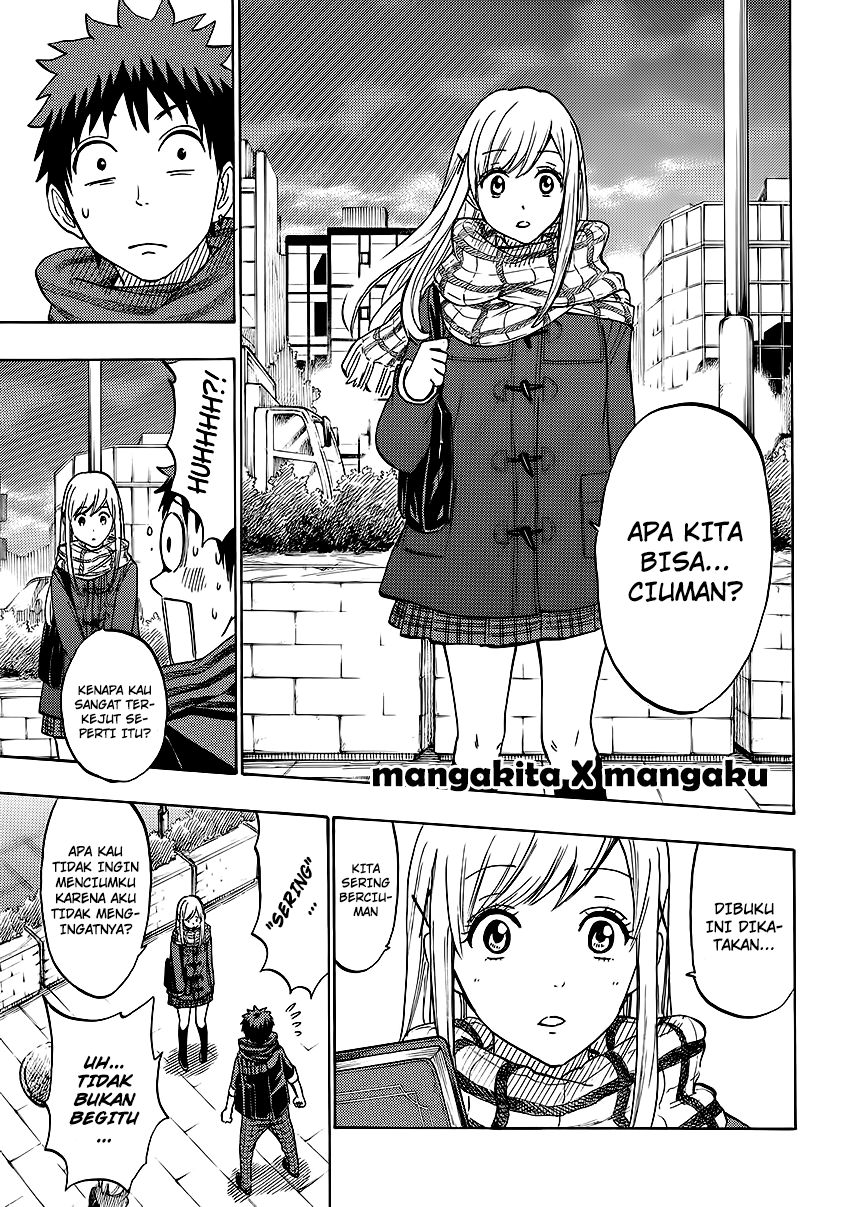 APA KITA
BISA...
CIUMAN?
HUHHHH?!
KENAPA KAU
SANGAT TER-
KEJUT SE-
PERTI ITU?
mangakita X mangaku
DIBUKU
INI DIKA-
TAKAN...
KITA
SERING
BERCIU-
MAN
"SERING"
...
APA KAU
TIDAK INGIN
MENCIUMKU
KARENA AKU
TIDAK MENG-
INGATNYA?
UH...
TIDAK
BUKAN
BEGITU
...